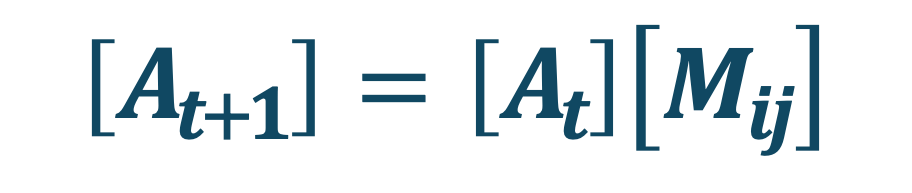 [A_{t+1}] = [A_t][M_{ij}]